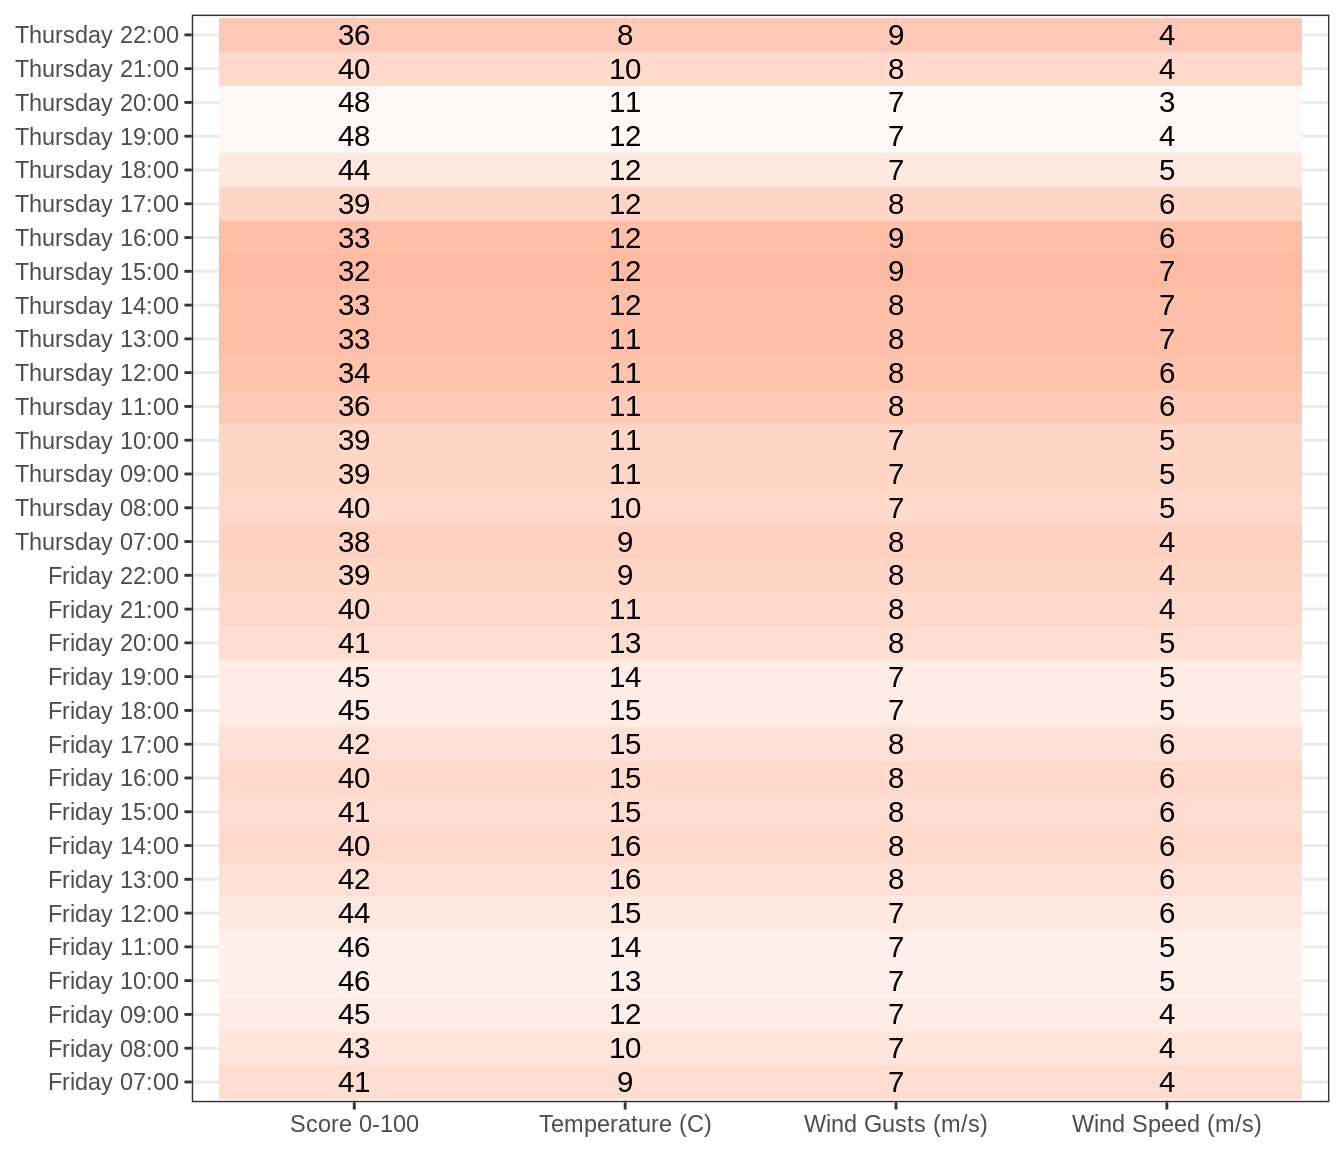 Thursday 22:00 36 8 9 4
Thursday 21:00 40 10 8 4
Thursday 20:00 48 11 7 3
Thursday 19:00 48 12 7 4
Thursday 18:00 44 12 7 5
Thursday 17:00 39 12 8 6
Thursday 16:00 33 12 9 6
Thursday 15:00 32 12 9 7
Thursday 14:00 33 12 8 7
Thursday 13:00 33 11 8 7
Thursday 12:00 34 11 8 6
Thursday 11:00 36 11 8 6
Thursday 10:00 39 11 7 5
Thursday 09:00 39 11 7 5
Thursday 08:00 40 10 7 5
Thursday 07:00 38 9 8 4
Friday 22:00 39 9 8 4
Friday 21:00 40 11 8 4
Friday 20:00 41 13 8 5
Friday 19:00 45 14 7 5
Friday 18:00 45 15 7 5
Friday 17:00 42 15 8 6
Friday 16:00 40 15 8 6
Friday 15:00 41 15 8 6
Friday 14:00 40 16 8 6
Friday 13:00 42 16 8 6
Friday 12:00 44 15 7 6
Friday 11:00 46 14 7 5
Friday 10:00 46 13 7 5
Friday 09:00 45 12 7 4
Friday 08:00 43 10 7 4
Friday 07:00 41 9 7 4
Score 0-100 Temperature (C) Wind Gusts (m/s) Wind Speed (m/s)